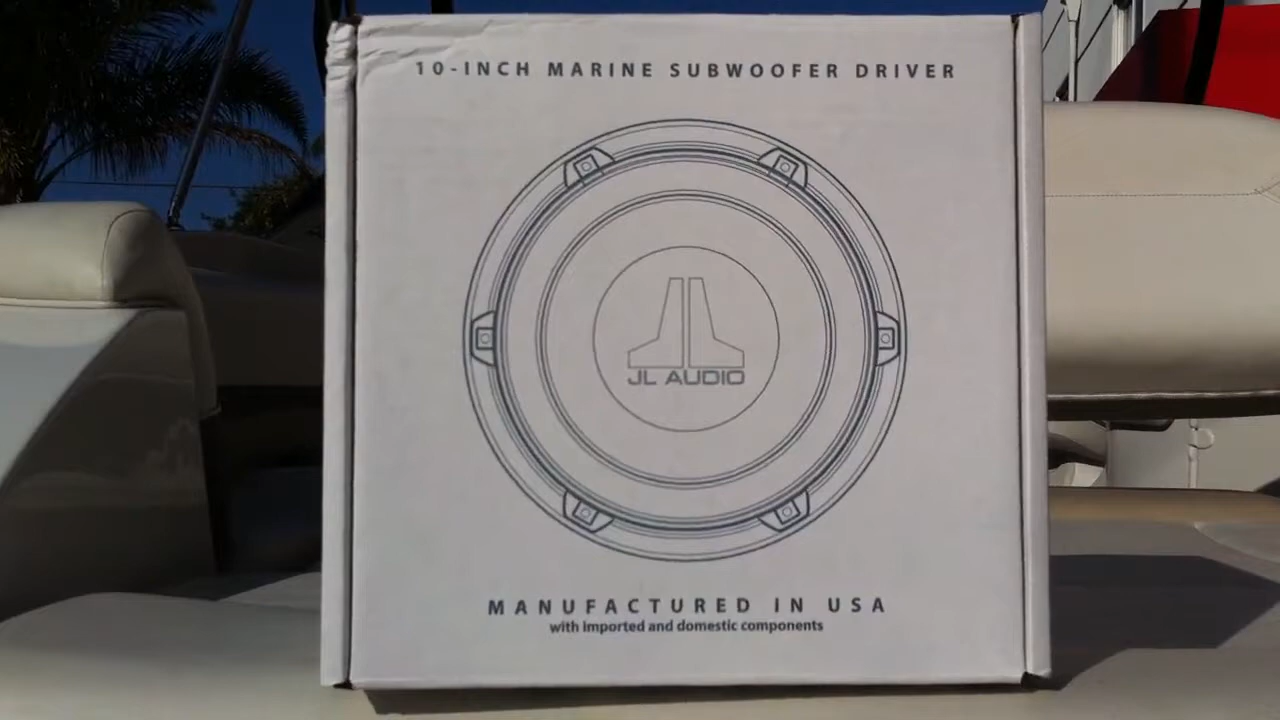 10-INCH MARINE SUBWOOFER DRIVER
JL AUDIO
MANUFACTURED IN USA
with imported and domestic components